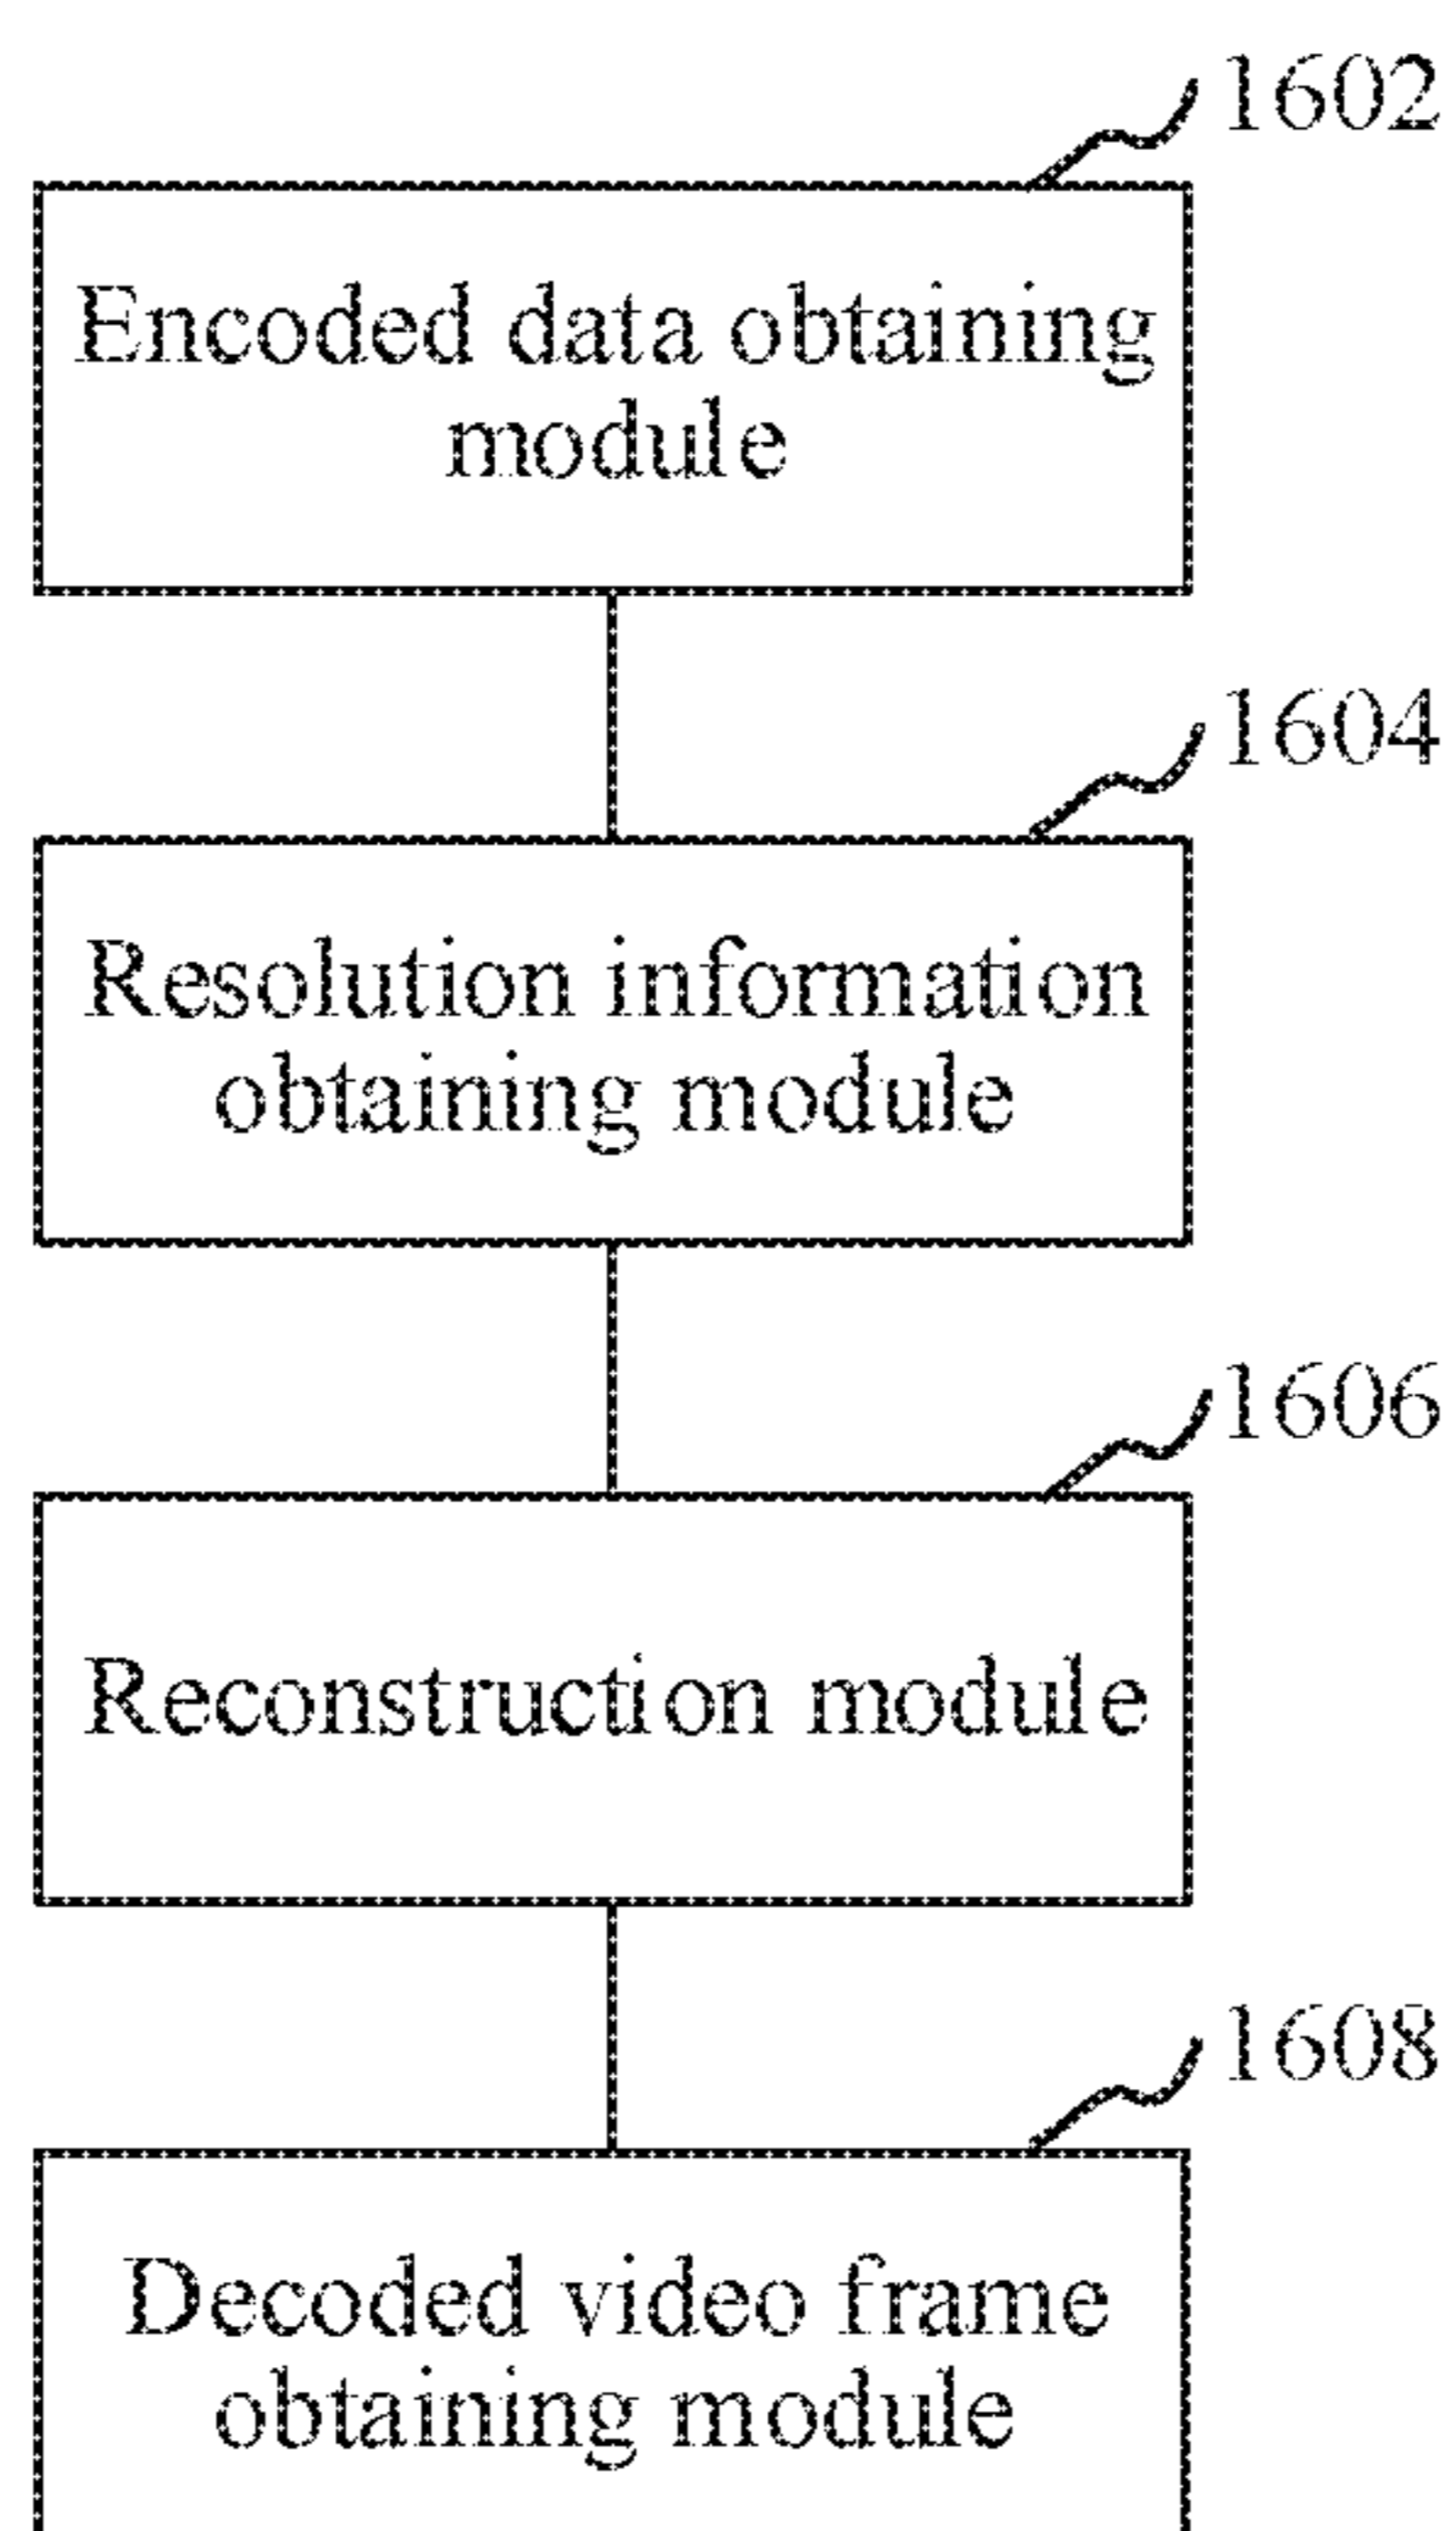 1602
Encoded data obtaining
module
1604
Resolution information
obtaining module
1606
Reconstruction module
1608
Decoded video frame
obtaining module